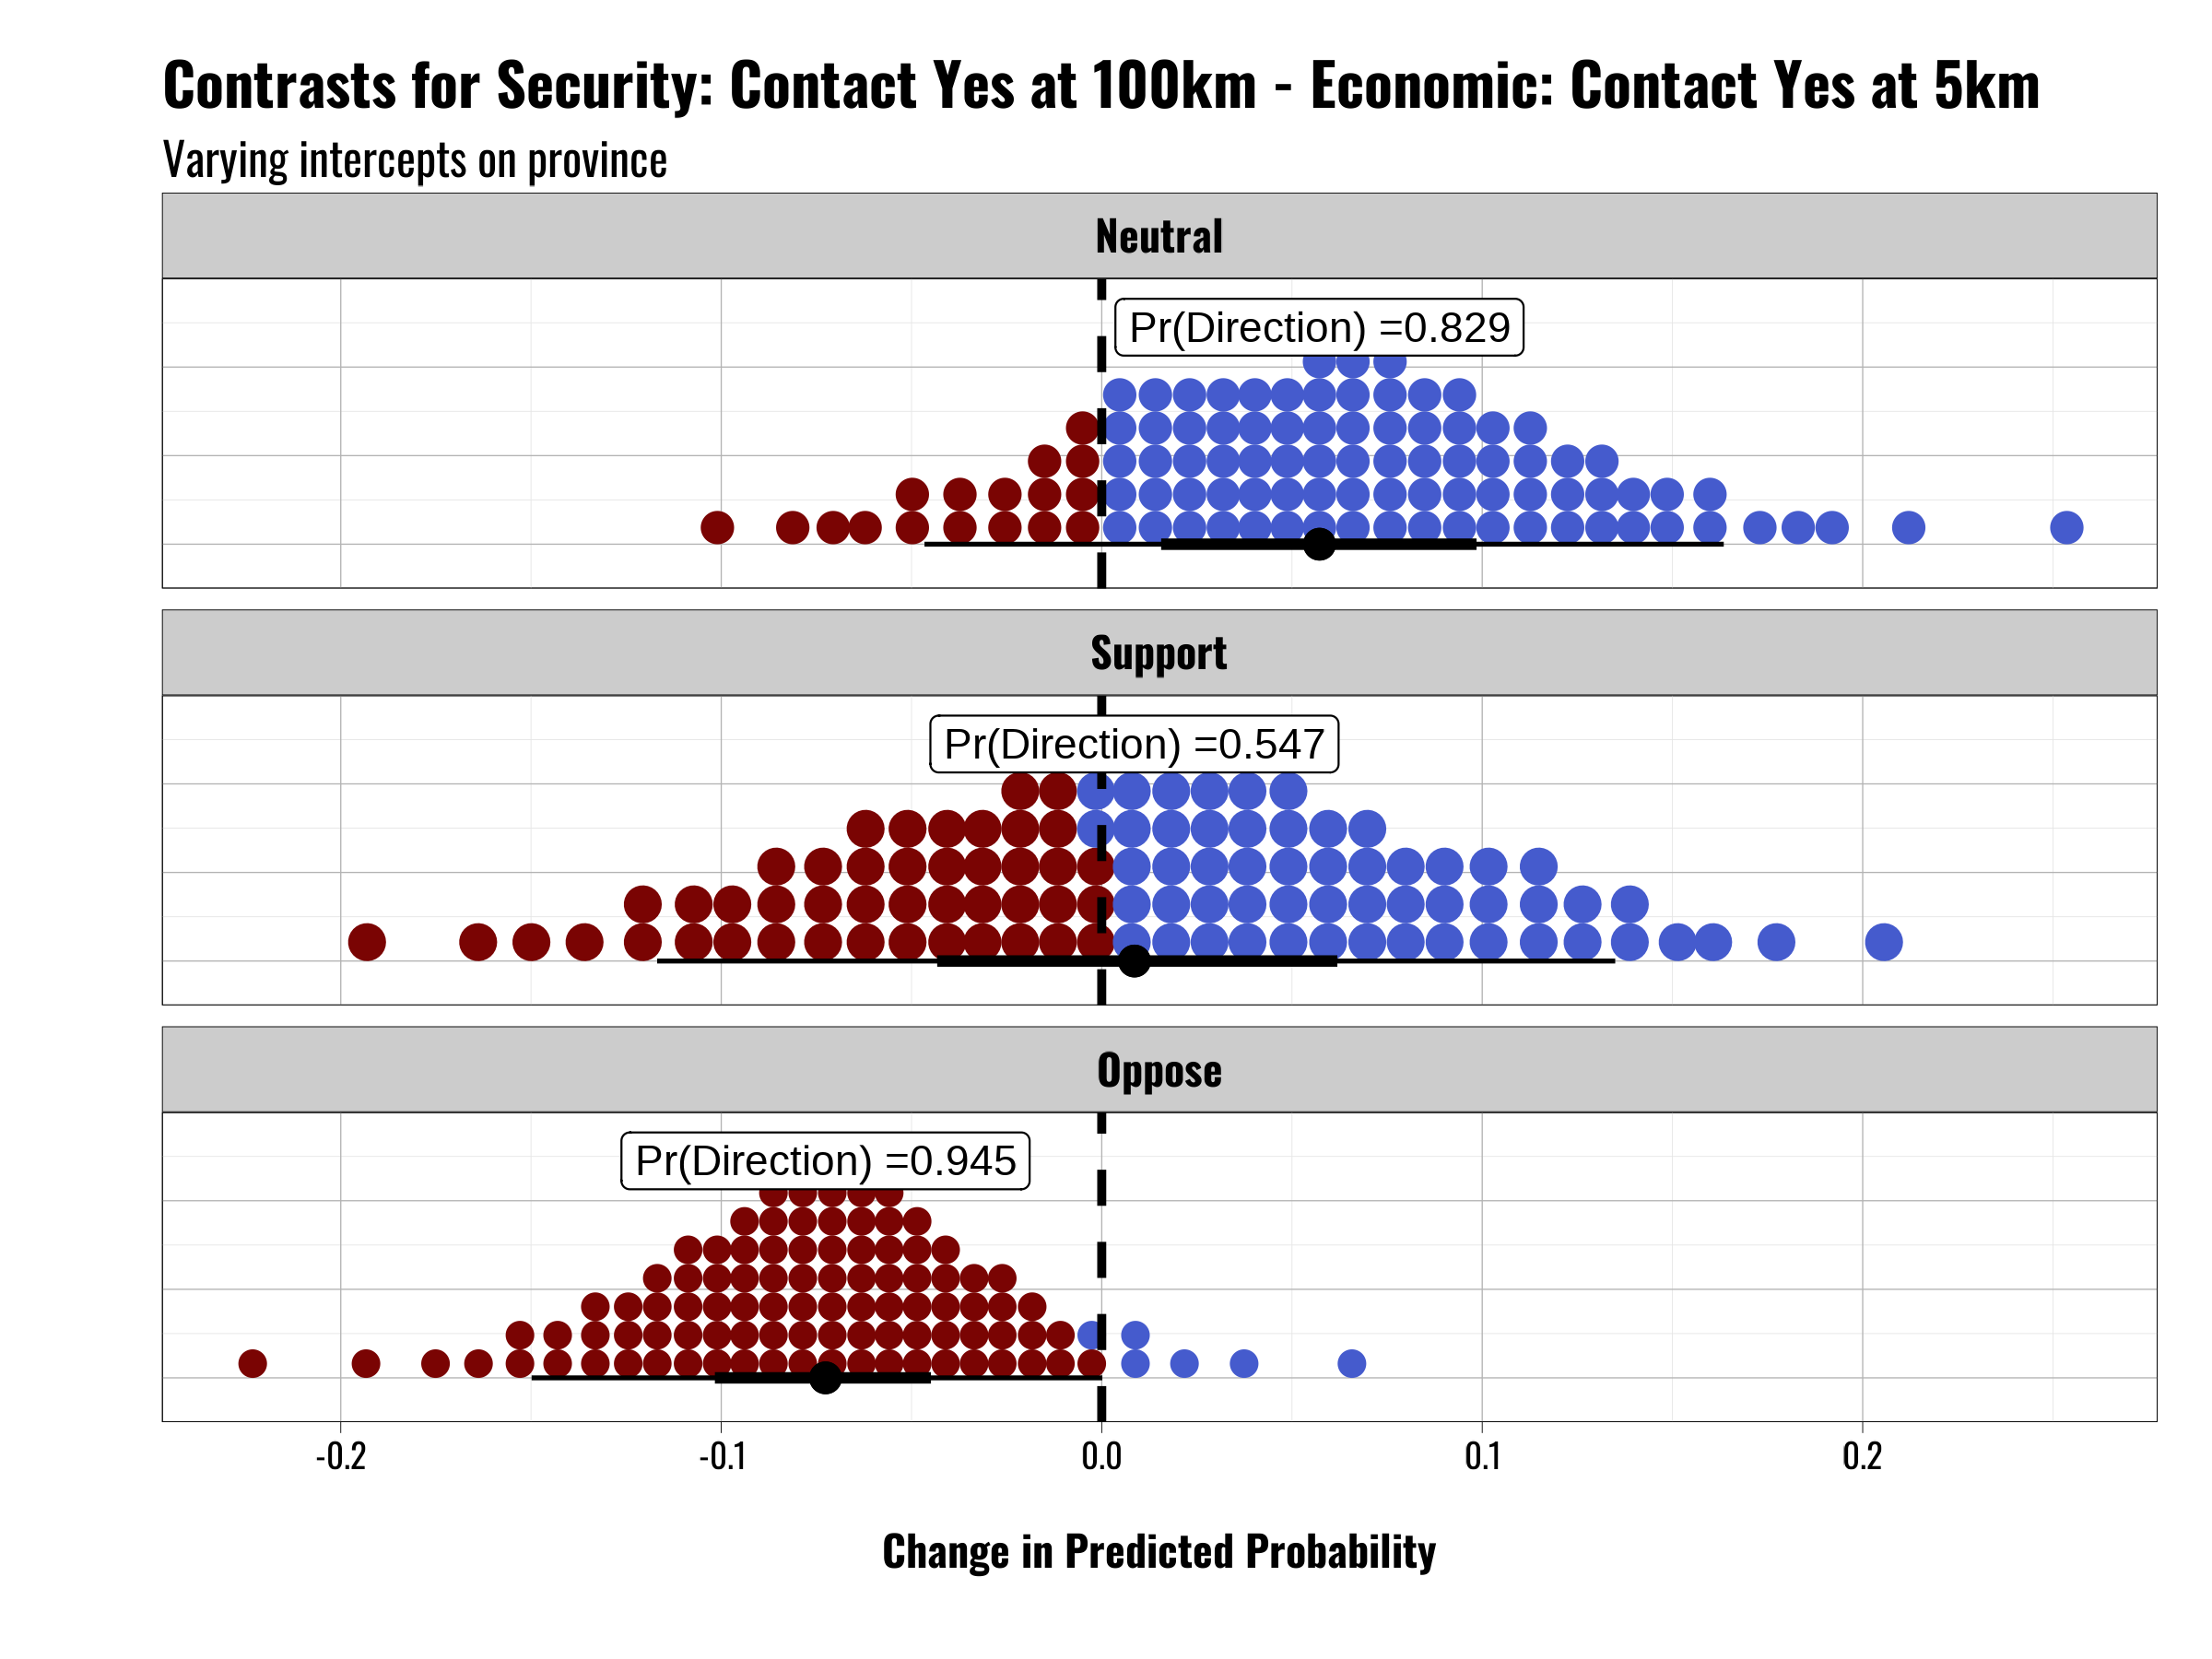 Contrasts for Security: Contact Yes at 100km - Economic: Contact Yes at 5km
Varying intercepts on province
Neutral
Pr(Direction) =0.829
Support
Pr(Direction) =0.547
Oppose
Pr(Direction) =0.945
-0.2 -0.1 0.0 0.1 0.2
Change in Predicted Probability